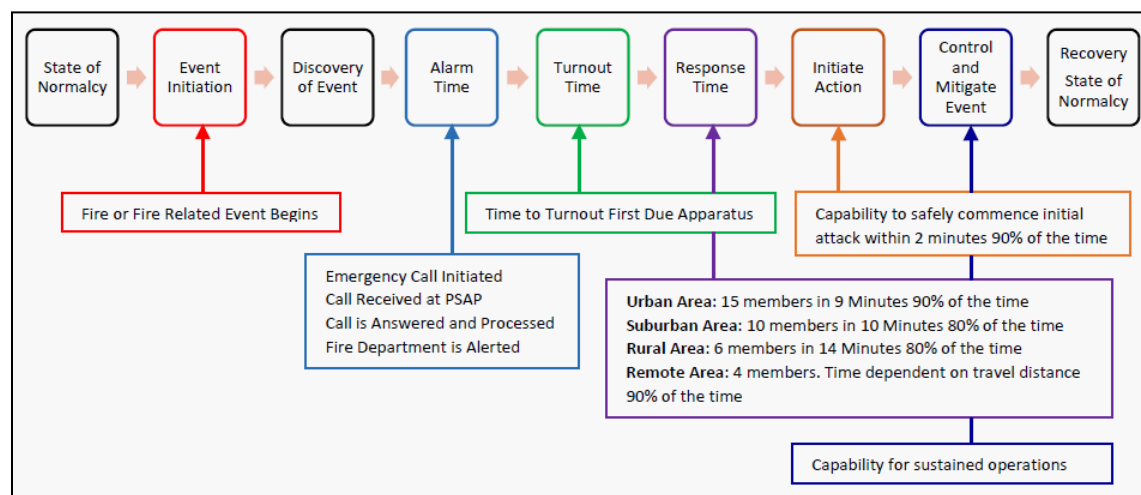 State of
Normalcy
Event
Initiation
Discovery
of Event
Alarm
Time
Turnout
Time
Response
Time
Initiate
Action
Control
and
Mitigate
Event
Recovery
State of
Normalcy
Fire or Fire Related Event Begins
Time to Turnout First Due Apparatus
Capability to safely commence initial
attack within 2 minutes 90% of the time
Emergency Call Initiated
Call Received at PSAP
Call is Answered and Processed
Fire Department is Alerted
Urban Area: 15 members in 9 Minutes 90% of the time
Suburban Area: 10 members in 10 Minutes 80% of the time
Rural Area: 6 members in 14 Minutes 80% of the time
Remote Area: 4 members. Time dependent on travel distance
90% of the time
Capability for sustained operations